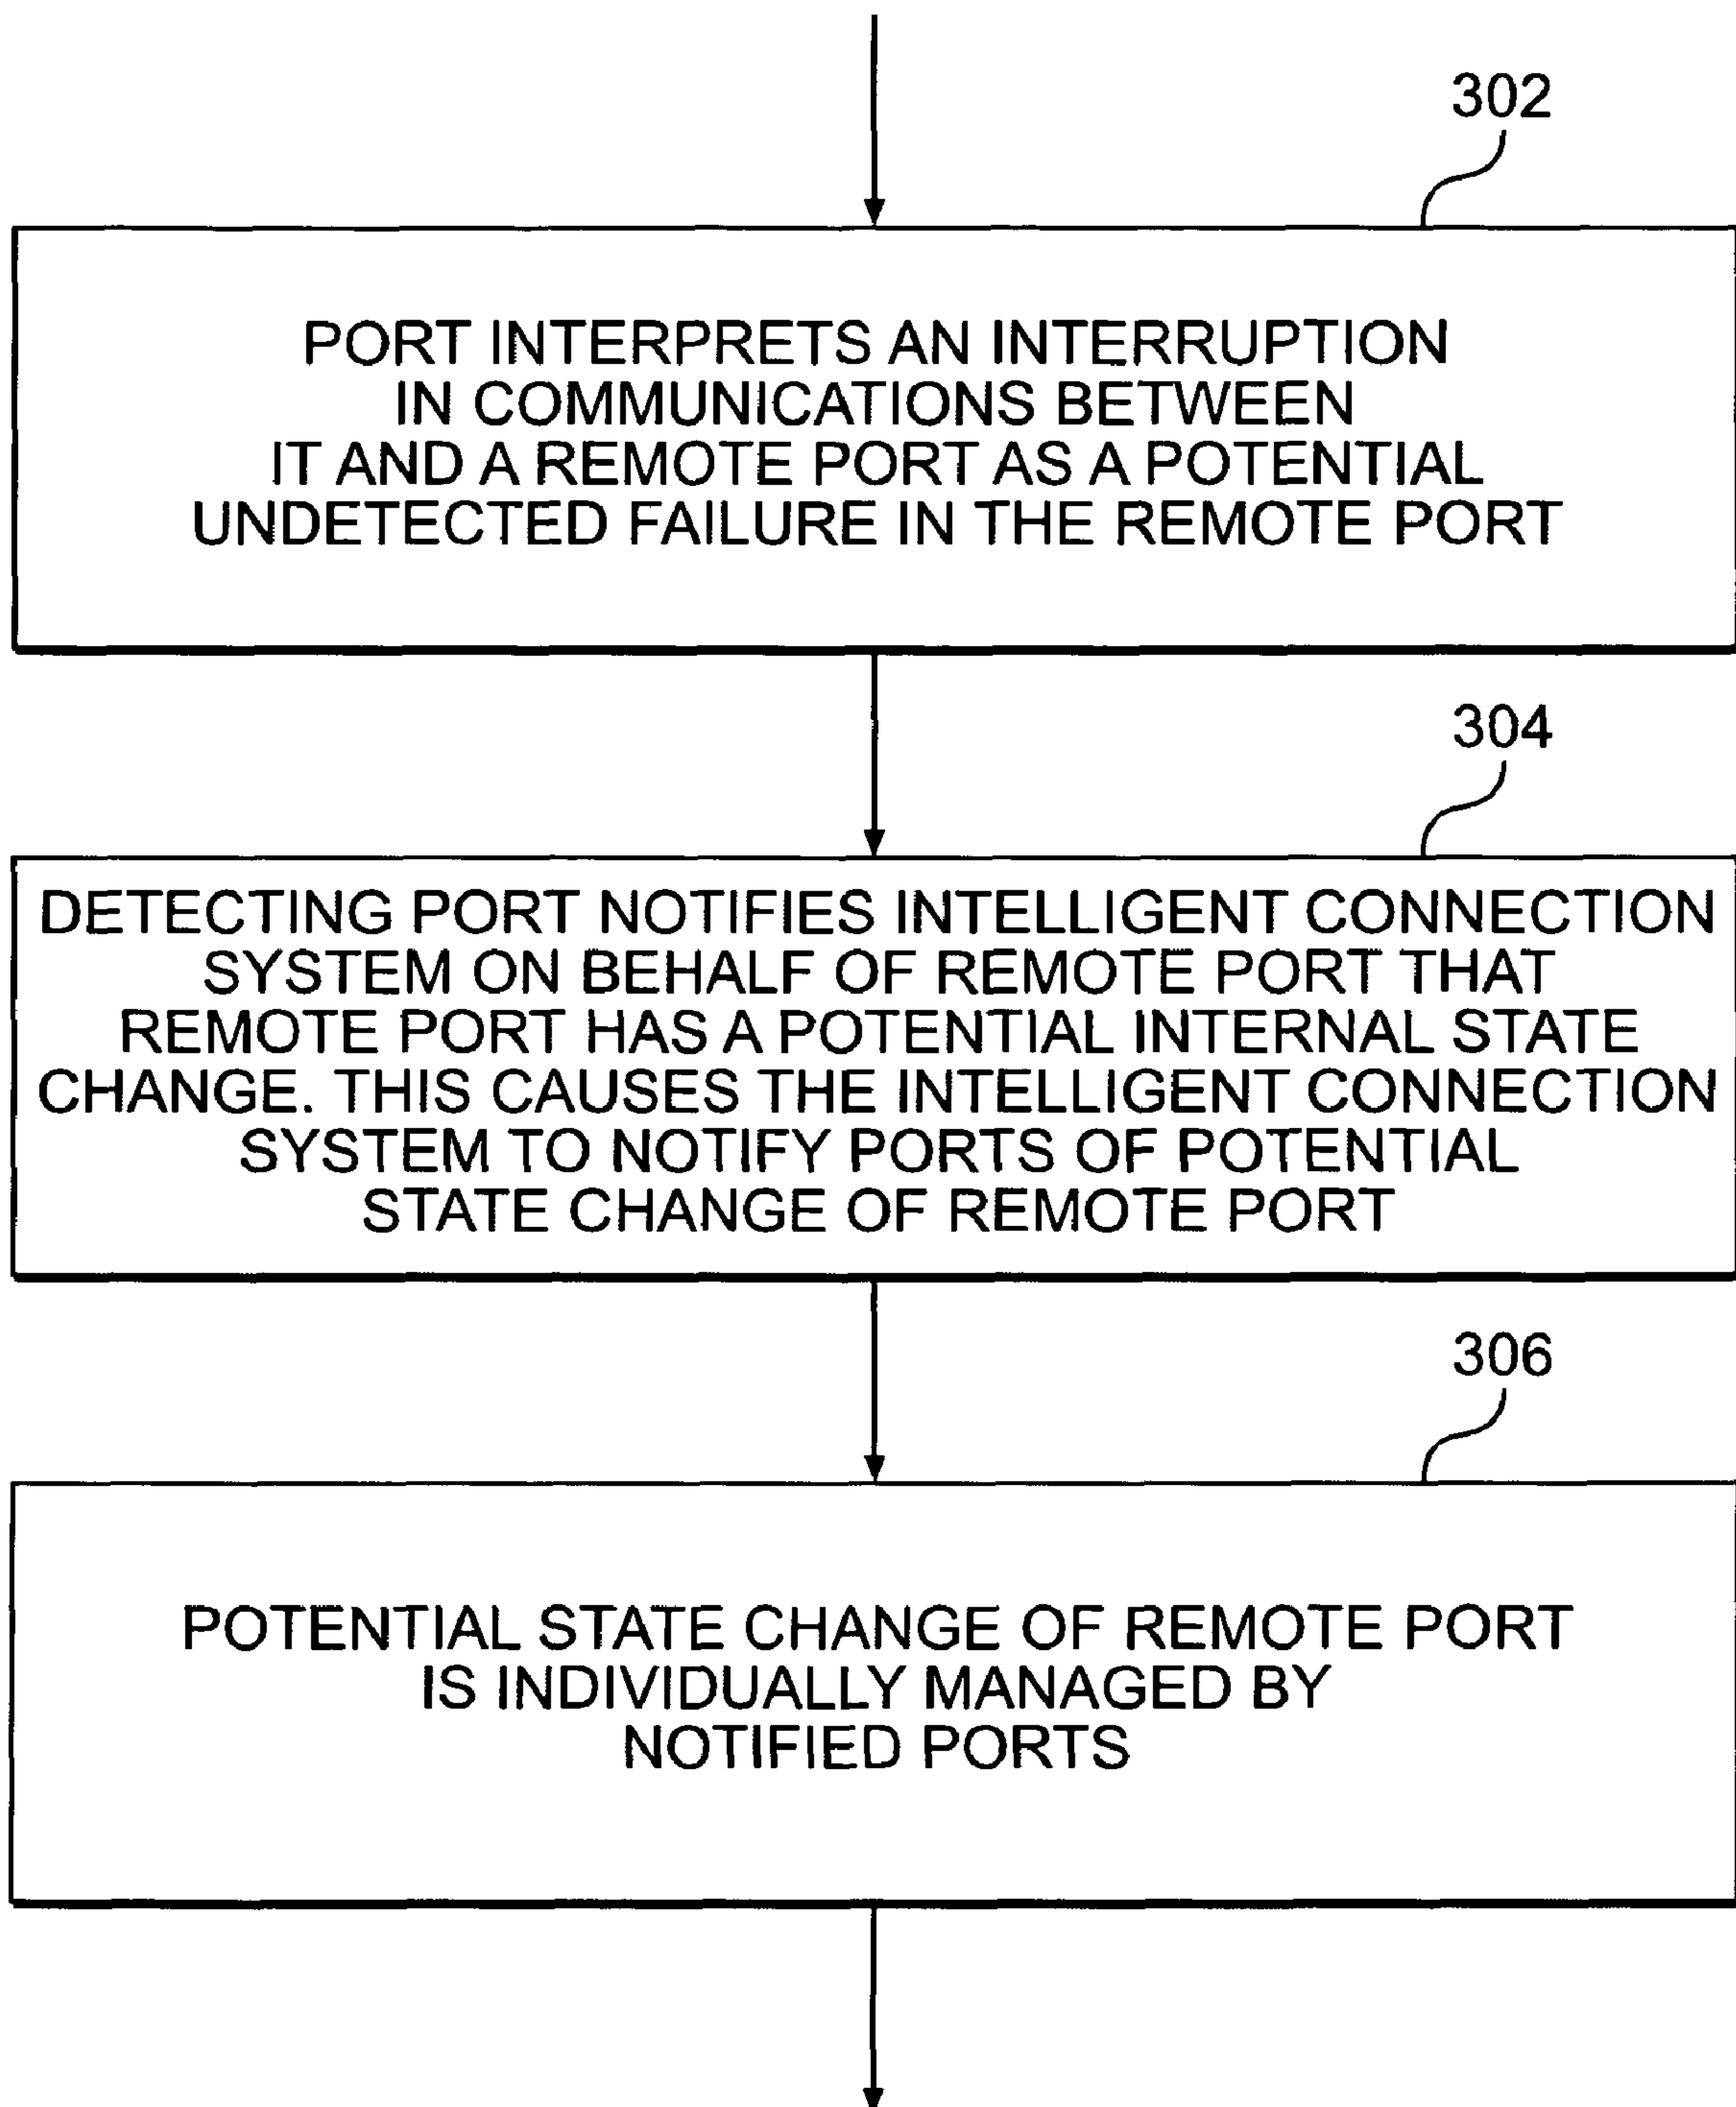 302
PORT INTERPRETS AN INTERRUPTION
IN COMMUNICATIONS BETWEEN
IT AND A REMOTE PORT AS A POTENTIAL
UNDETECTED FAILURE IN THE REMOTE PORT
304
DETECTING PORT NOTIFIES INTELLIGENT CONNECTION
SYSTEM ON BEHALF OF REMOTE PORT THAT
REMOTE PORT HAS A POTENTIAL INTERNAL STATE
CHANGE. THIS CAUSES THE INTELLIGENT CONNECTION
SYSTEM TO NOTIFY PORTS OF POTENTIAL
STATE CHANGE OF REMOTE PORT
306
POTENTIAL STATE CHANGE OF REMOTE PORT
IS INDIVIDUALLY MANAGED BY
NOTIFIED PORTS